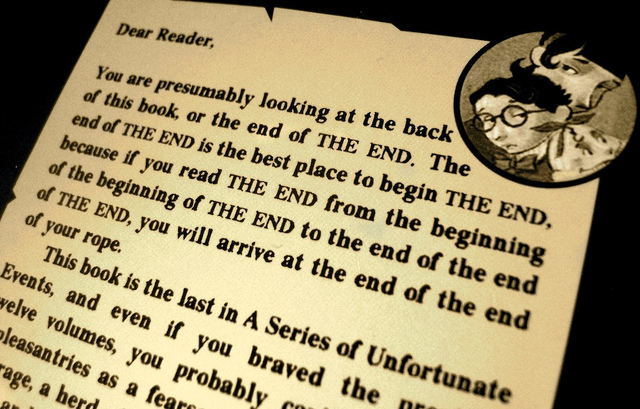 Dear Reader,
You are presumably looking at the back
of this book, or the end of THE END. The
end of THE END is the best place to begin THE END,
because if you read THE END from the beginning
of the beginning of THE END to the end of the end
of THE END, you will arrive at the end of the end
of your rope.
This book is the last in A Series of Unfortunate
Events, and even if you braved the
welve volumes, you probably
pleasantries as a
rage, a herd